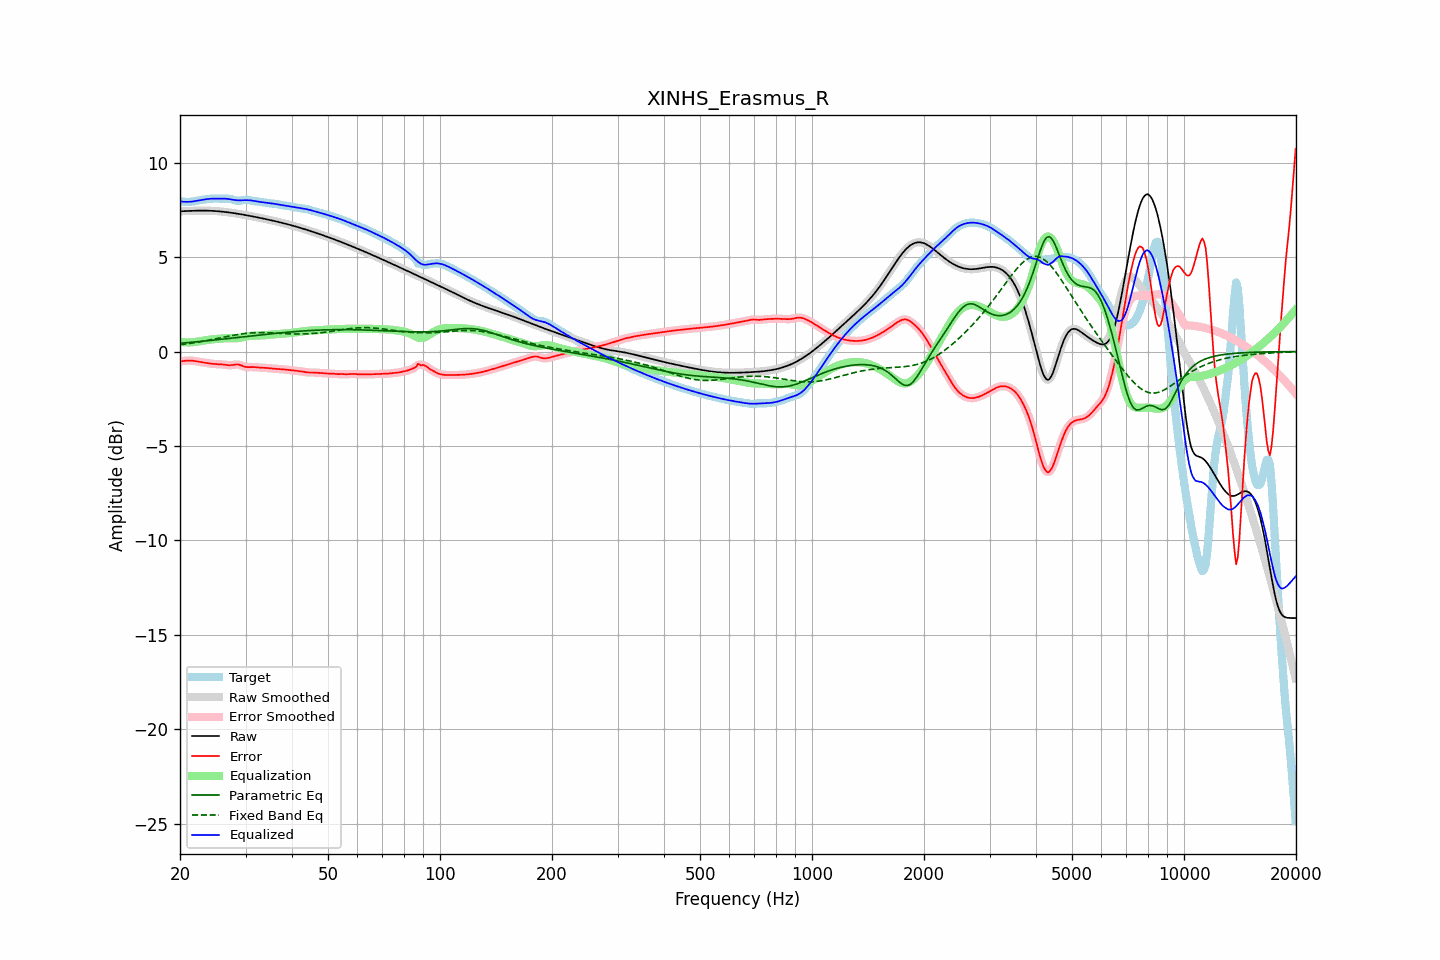 XINHS_Erasmus_R
Amplitude (dBr)
10
5
0
−5
−10
−15
−20
−25
Target
Raw Smoothed
Error Smoothed
Raw
Error
Equalization
Parametric Eq
Fixed Band Eq
Equalized
20 50 100 200 500 1000 2000 5000 10000 20000
Frequency (Hz)